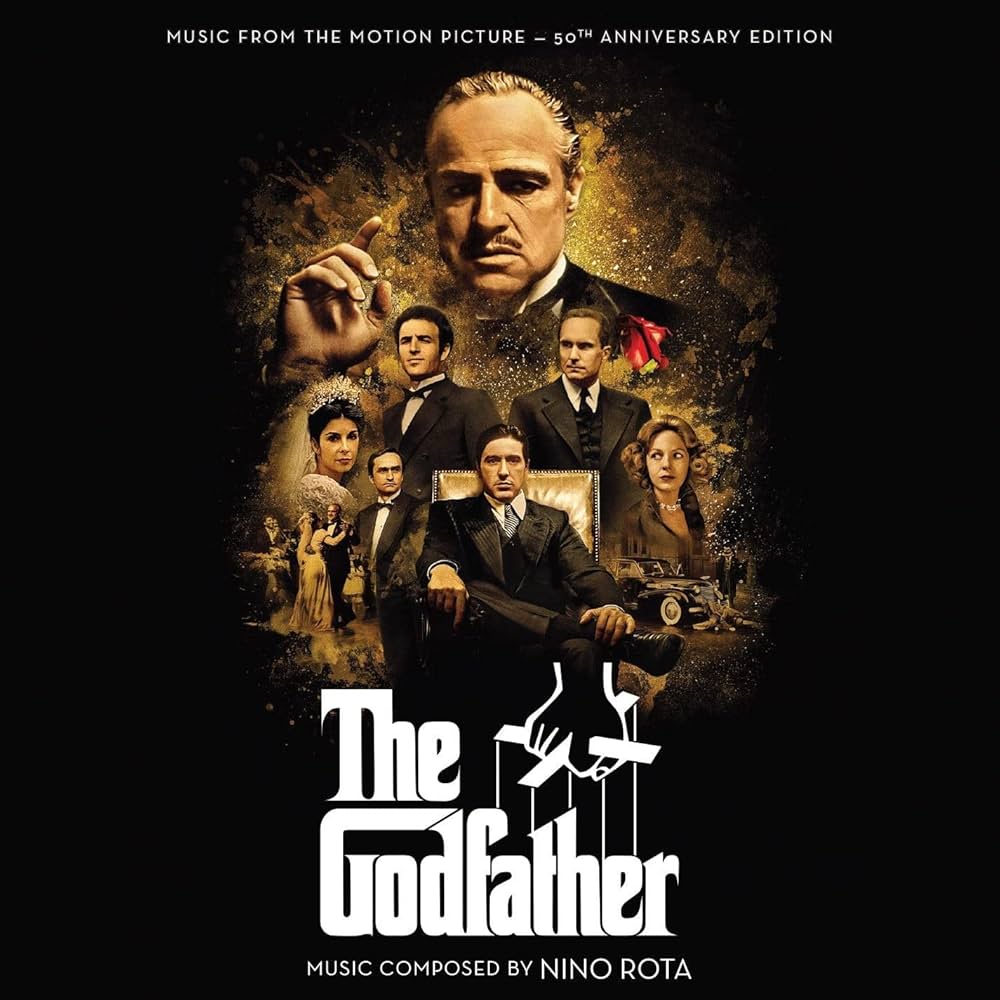 MUSIC FROM THE MOTION PICTURE – 50TH ANNIVERSARY EDITION
The
Godfather
MUSIC COMPOSED BY NINO ROTA